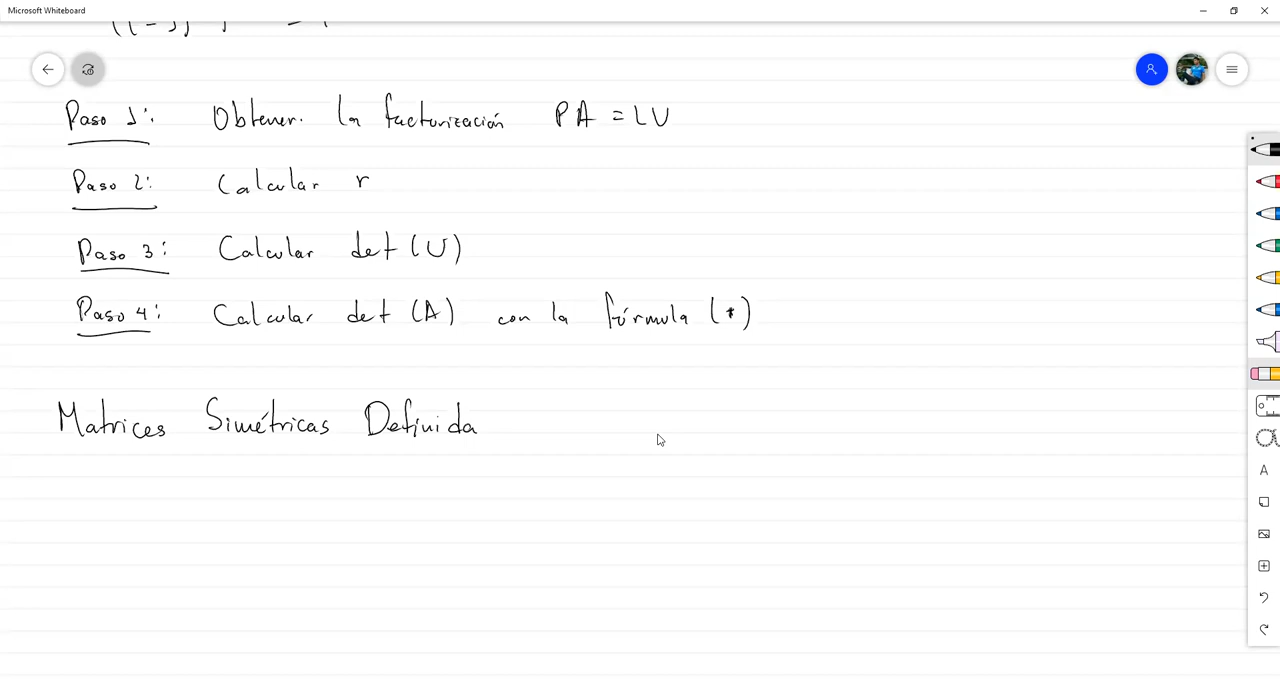 Microsoft Whiteboard
Paso 1: Obtener. la factorización PA = LU
Paso 2: Calcular r
Paso 3: Calcular det (U)
Paso 4: Calcular det (A) con la fórmula (*)
Matrices Simétricas Definida
A